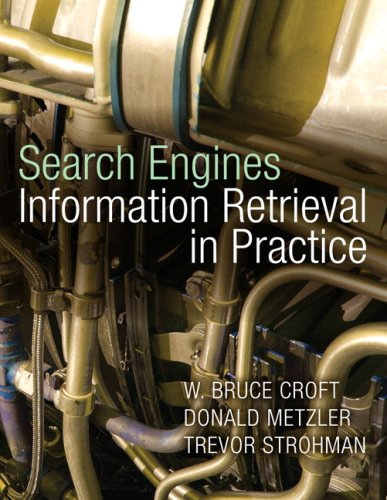 Search Engines
Information Retrieval
in Practice
W. BRUCE CROFT
DONALD METZLER
TREVOR STROHMAN